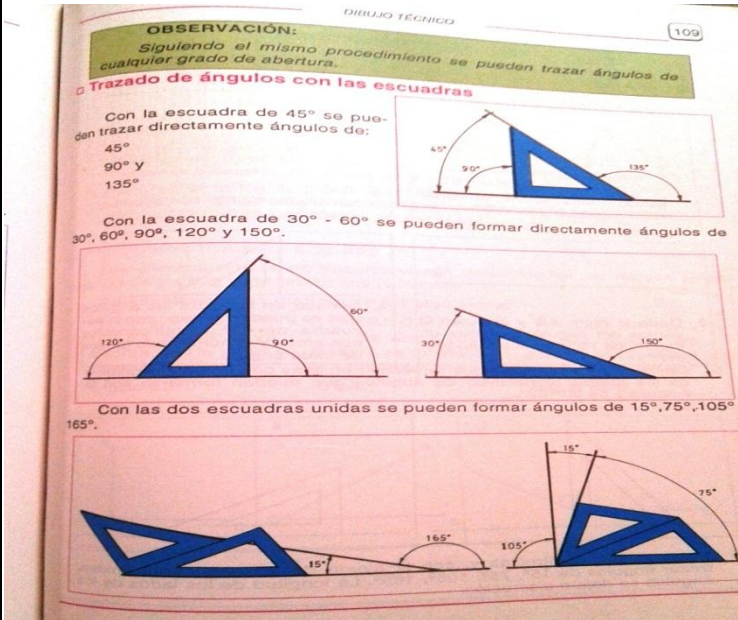 DIBUJO TÉCNICO
109
OBSERVACIÓN:
Siguiendo el mismo procedimiento se pueden trazar ángulos de
cualquier grado de abertura.
Trazado de ángulos con las escuadras
Con la escuadra de 45° se pue-
den trazar directamente ángulos de:
45°
90° y
135°
45°
90°
135°
Con la escuadra de 30° - 60° se pueden formar directamente ángulos de
30°, 60º, 90º, 120° y 150°.
120°
90°
60°
30°
150°
Con las dos escuadras unidas se pueden formar ángulos de 15°,75°,105°
165°.
15°
165°
105°
15°
75°